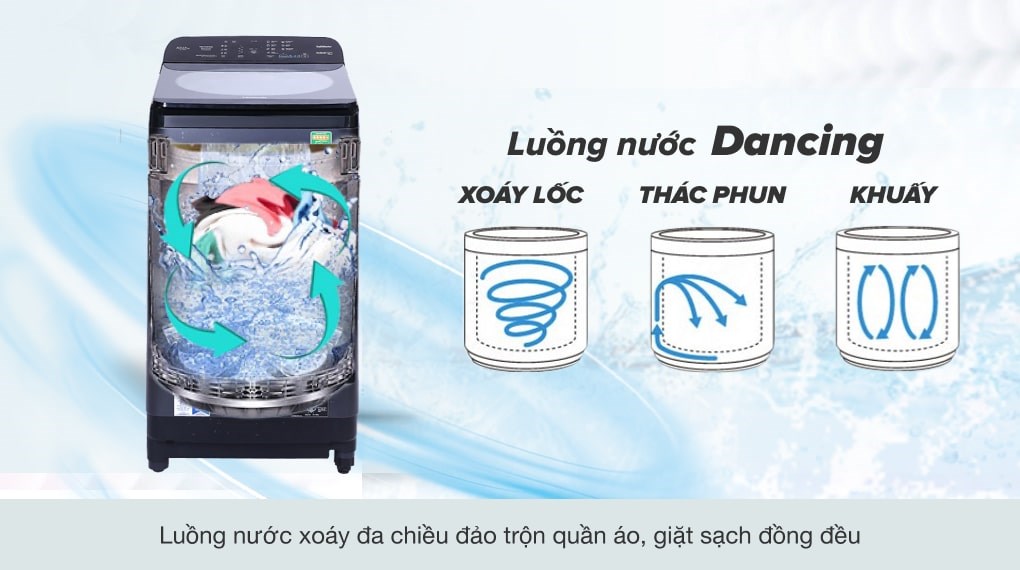 Luồng nước Dancing
XOÁY LỐC THÁC PHUN KHUẤY
Luồng nước xoáy đa chiều đảo trộn quần áo, giặt sạch đồng đều